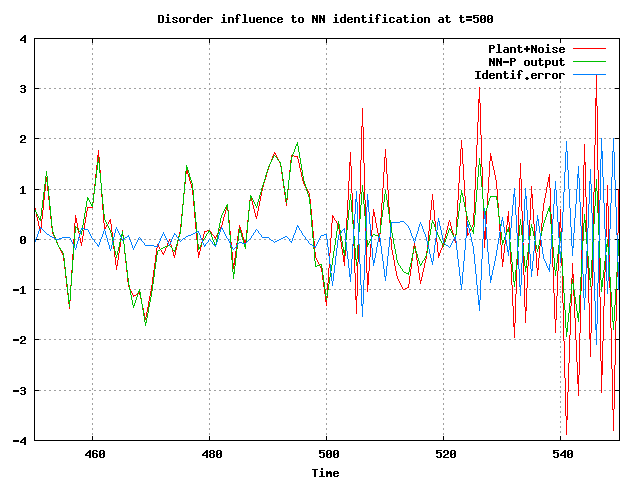 Disorder influence to NN identification at t=500
4
3
2
1
0
-1
-2
-3
-4
Plant+Noise
NN-P output
Identif.error
460 480 500 520 540
Time